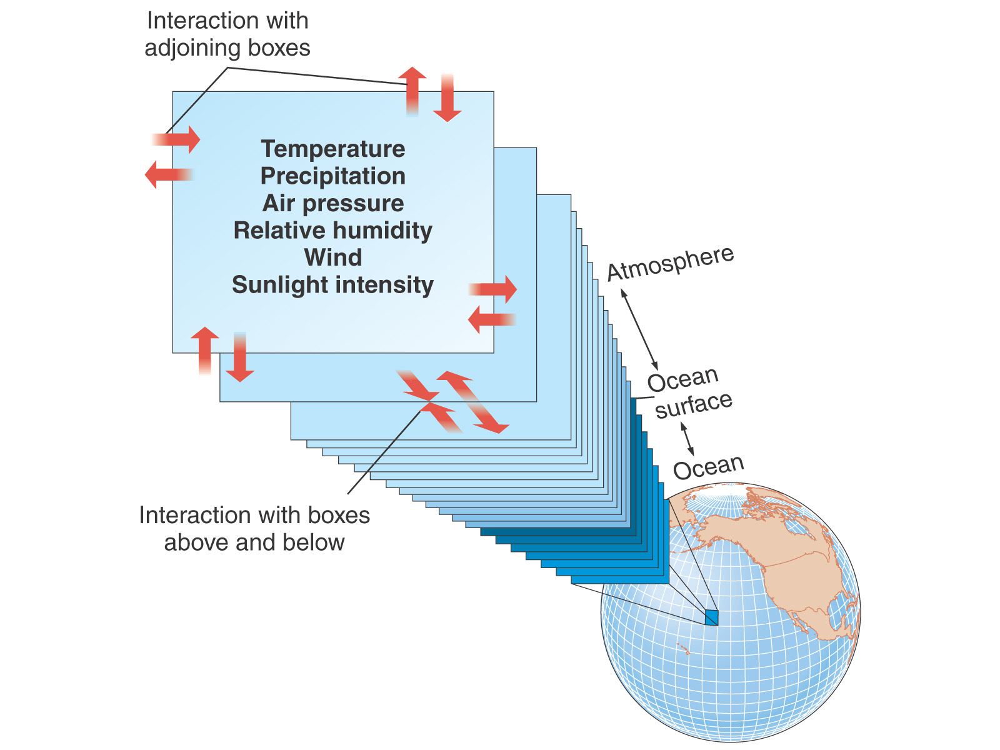 Interaction with
adjoining boxes
Temperature
Precipitation
Air pressure
Relative humidity
Wind
Sunlight intensity
Atmosphere
Ocean
surface
Ocean
Interaction with boxes
above and below